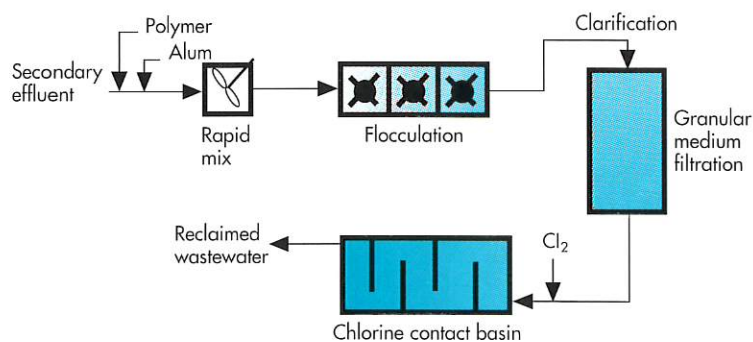 Polymer
Alum
Secondary
effluent
Rapid
mix
Flocculation
Clarification
Granular
medium
filtration
Cl₂
Chlorine contact basin
Reclaimed
wastewater